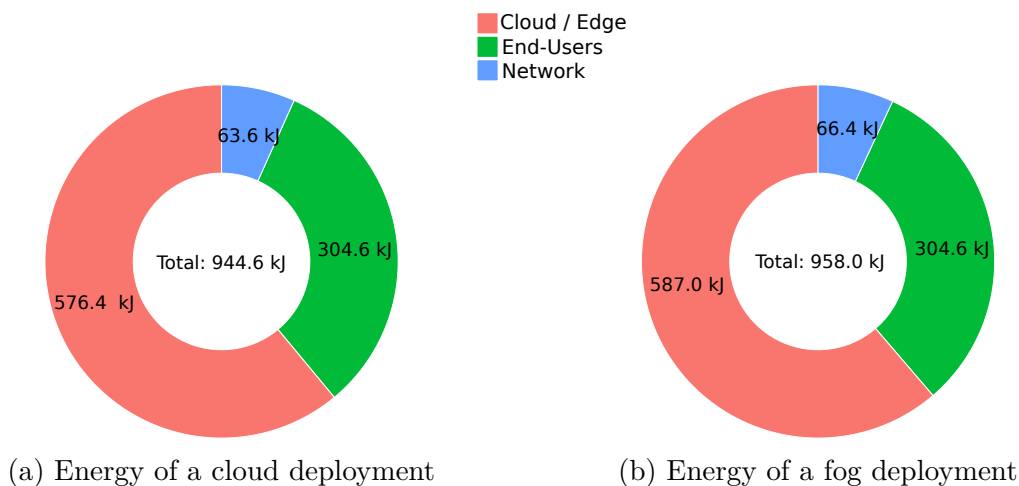 Cloud / Edge
End-Users
Network
63.6 kJ
304.6 kJ
Total: 944.6 kJ
576.4 kJ
66.4 kJ
304.6 kJ
Total: 958.0 kJ
587.0 kJ
(a) Energy of a cloud deployment
(b) Energy of a fog deployment